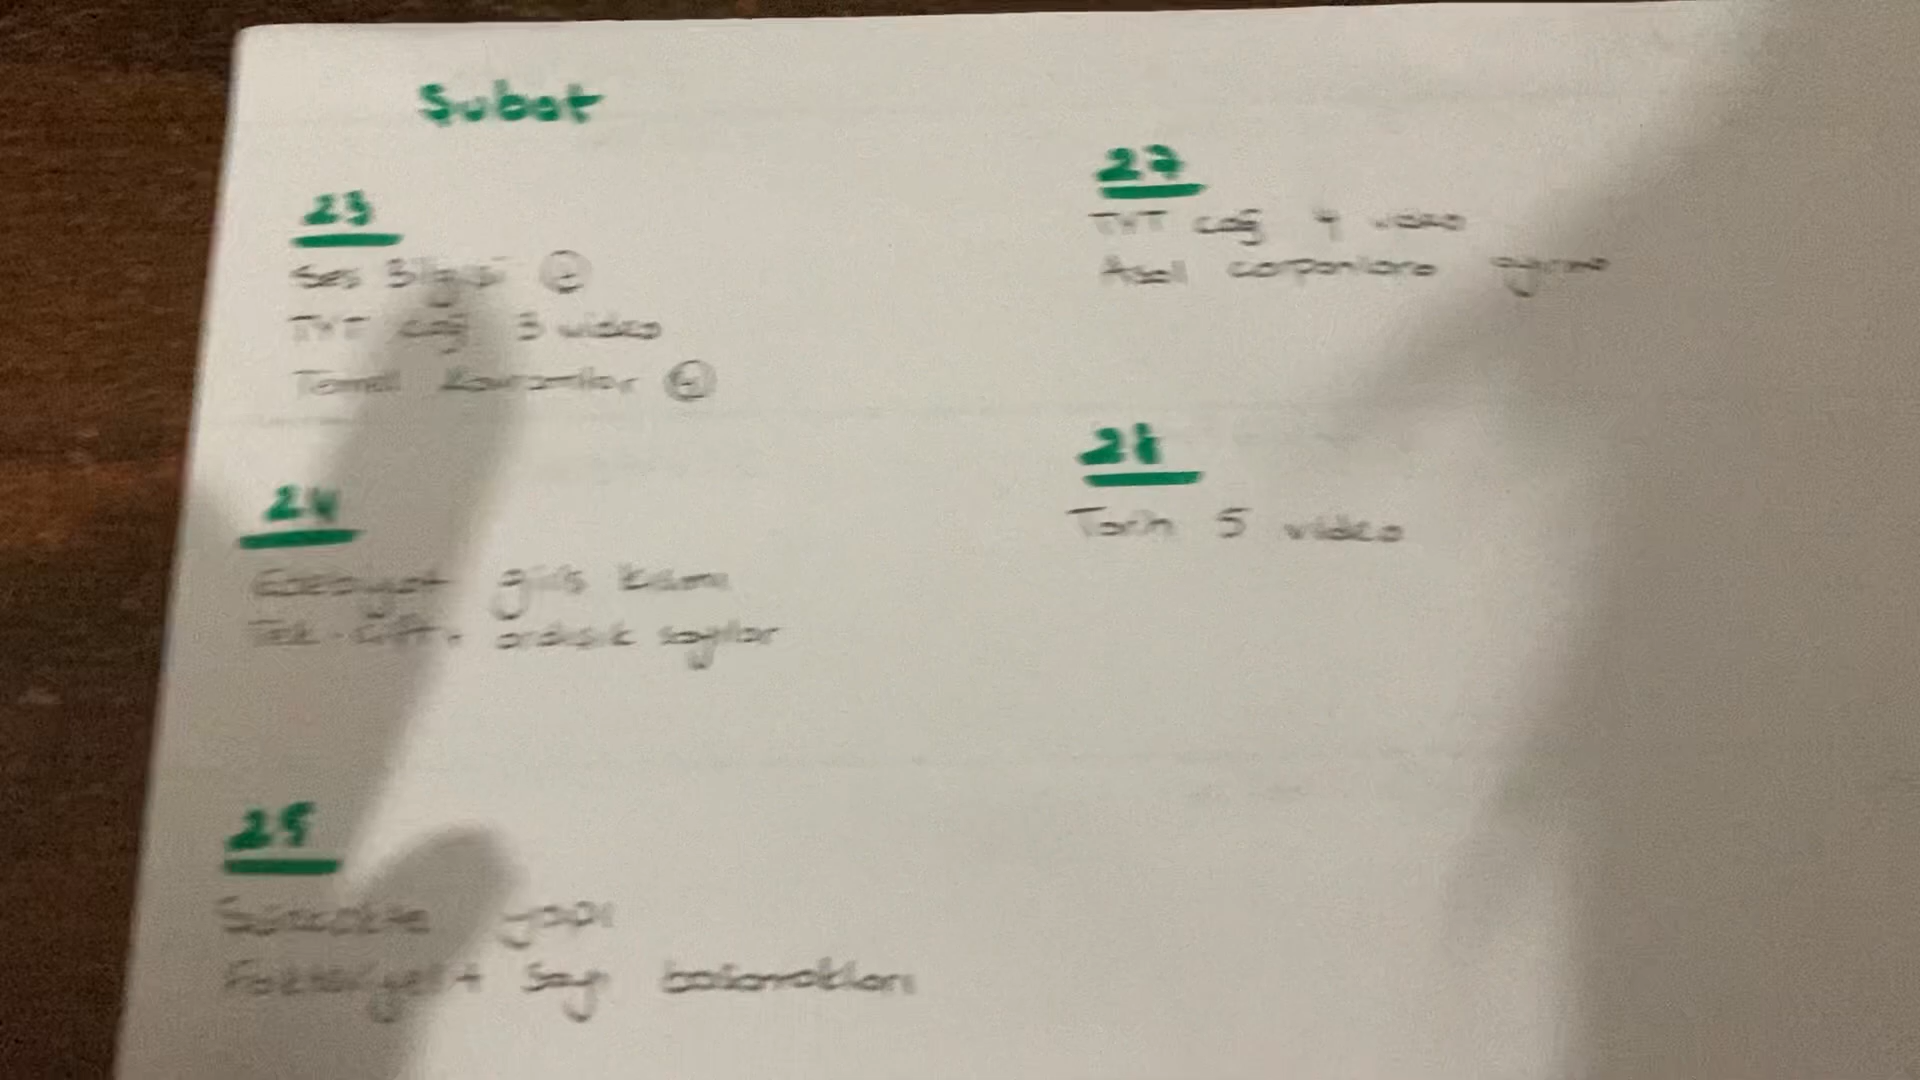 Şubat
23
Ses Bilgisi
TYT coğ 3 video
Temel Kavramlar
24
Edebiyat giriş kısmı
Tek-Çift, ardışık sayılar
25
Sözcükte yapı
Faktöriyel + Sayı basamakları
27
TYT coğ 4 video
Asal çarpanlara ayırma
28
Tarih 5 video